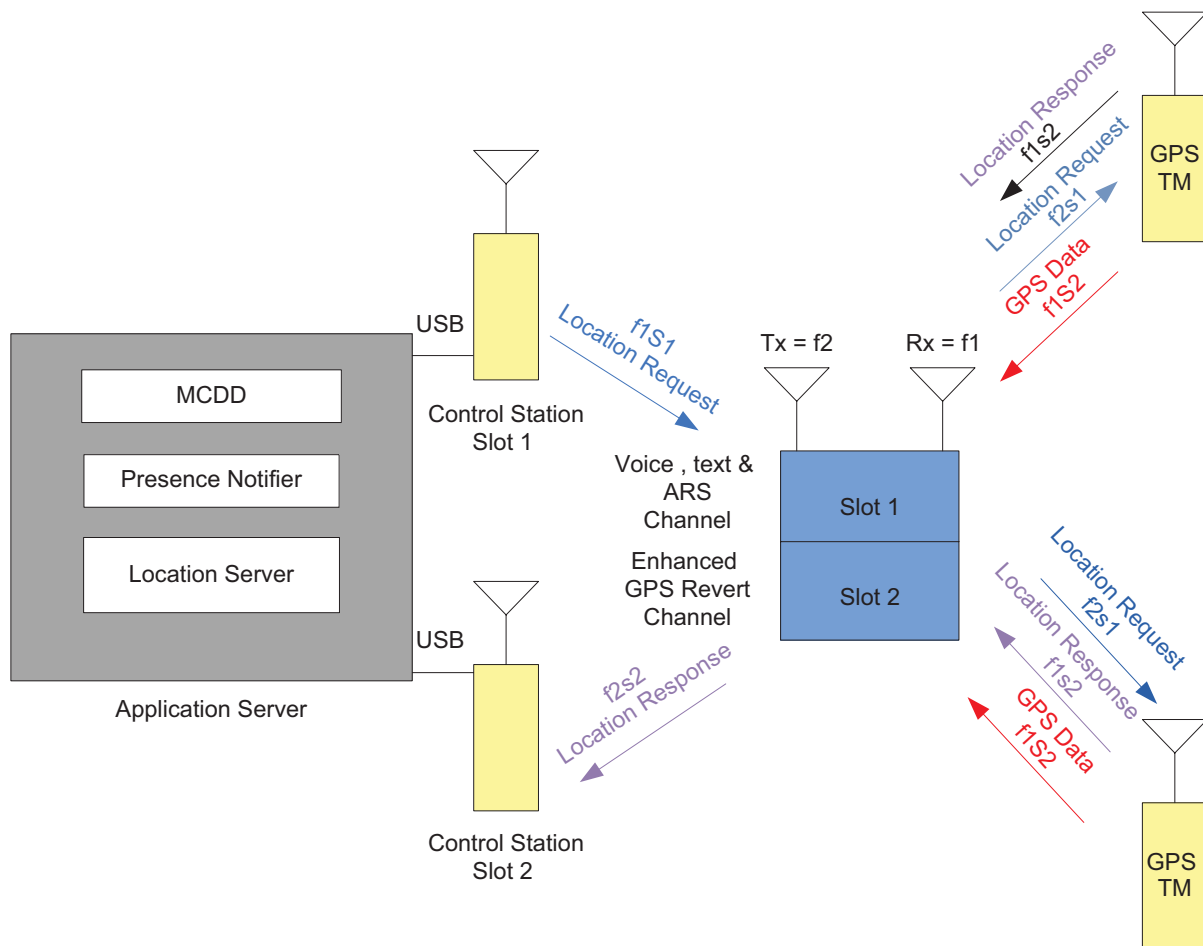 Location Response
f1s2
Location Request
f2s1
GPS Data
f1S2
GPS
TM
USB
f1S1
Location Request
Tx = f2
Rx = f1
MCDD
Presence Notifier
Location Server
Control Station
Slot 1
Voice , text &
ARS
Channel
Slot 1
Enhanced
GPS Revert
Channel
Slot 2
USB
Application Server
f2s2
Location Response
Location Request
f2s1
Location Response
f1s2
GPS Data
f1S2
Control Station
Slot 2
GPS
TM